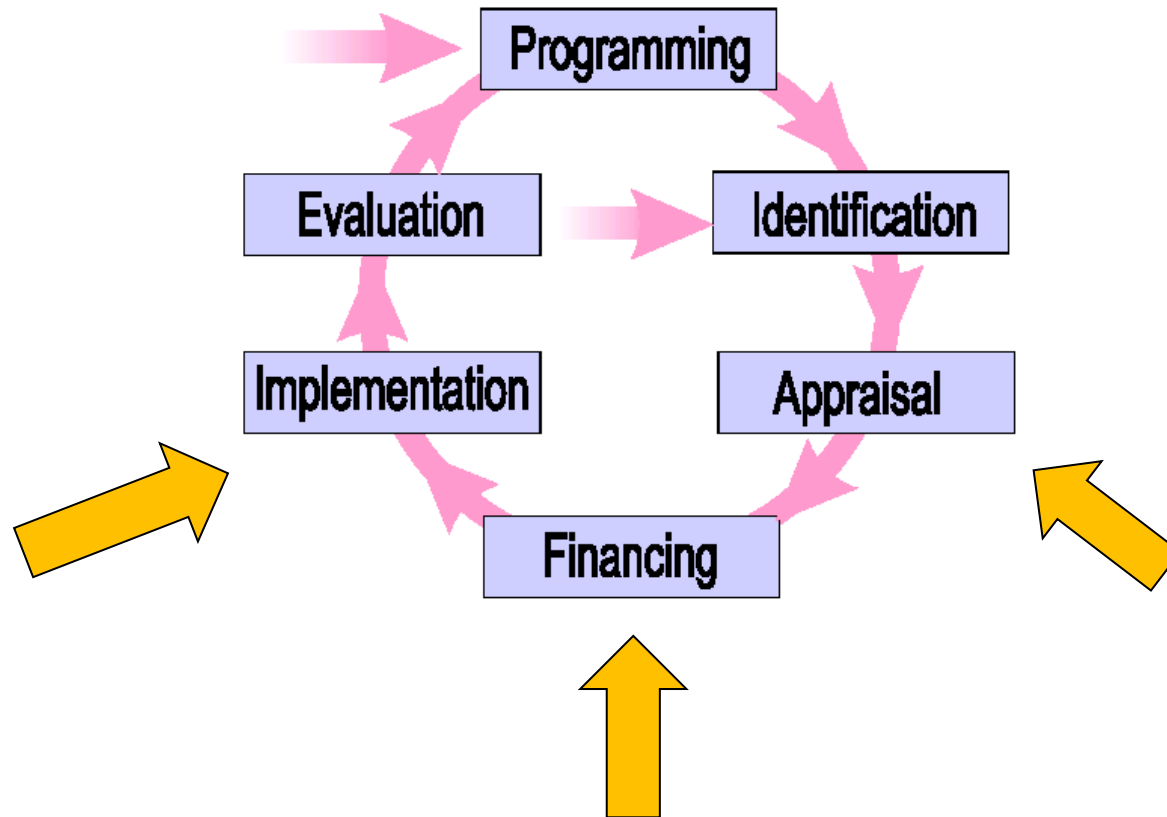 Programming
Evaluation
Identification
Implementation
Appraisal
Financing